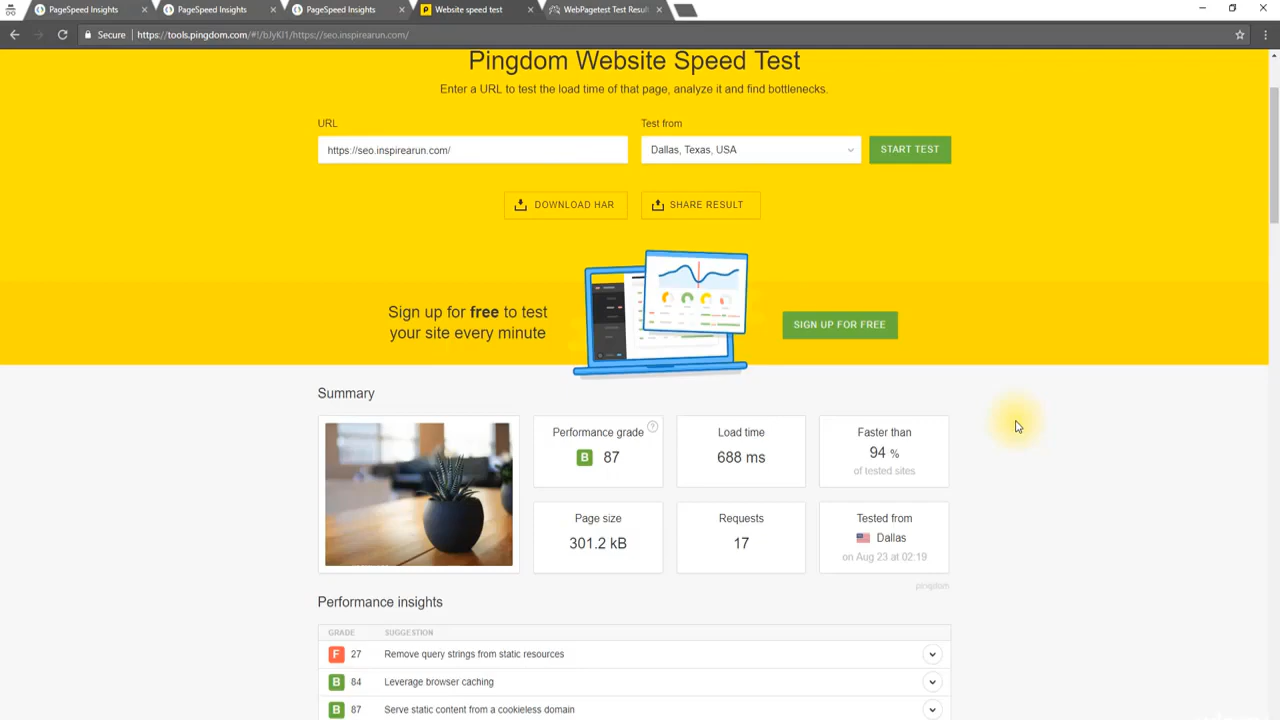 PageSpeed Insights
PageSpeed Insights
PageSpeed Insights
Website speed test
WebPagetest Test Resul
Secure
https://tools.pingdom.com/#!/bJyKl1/https://seo.inspirearun.com/
Pingdom Website Speed Test
Enter a URL to test the load time of that page, analyze it and find bottlenecks.
URL
Test from
https://seo.inspirearun.com/
Dallas, Texas, USA
START TEST
DOWNLOAD HAR
SHARE RESULT
Sign up for free to test
your site every minute
SIGN UP FOR FREE
Summary
Performance grade ?
B 87
Load time
688 ms
Faster than
94 %
of tested sites
Page size
301.2 kB
Requests
17
Tested from
Dallas
on Aug 23 at 02:19
pingdom
Performance insights
GRADE SUGGESTION
F 27 Remove query strings from static resources
B 84 Leverage browser caching
B 87 Serve static content from a cookieless domain